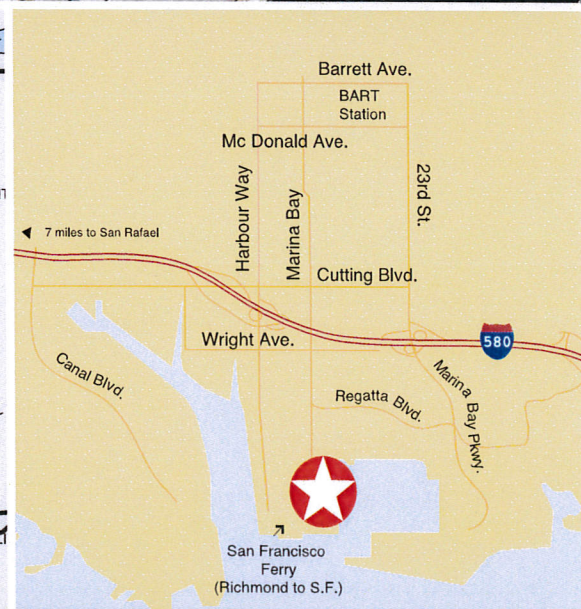 Barrett Ave.
BART
Station
Mc Donald Ave.
Harbour Way
Marina Bay
23rd St.
7 miles to San Rafael
Cutting Blvd.
Wright Ave.
580
Canal Blvd.
Regatta Blvd.
Marina Bay Pkwy.
San Francisco
Ferry
(Richmond to S.F.)